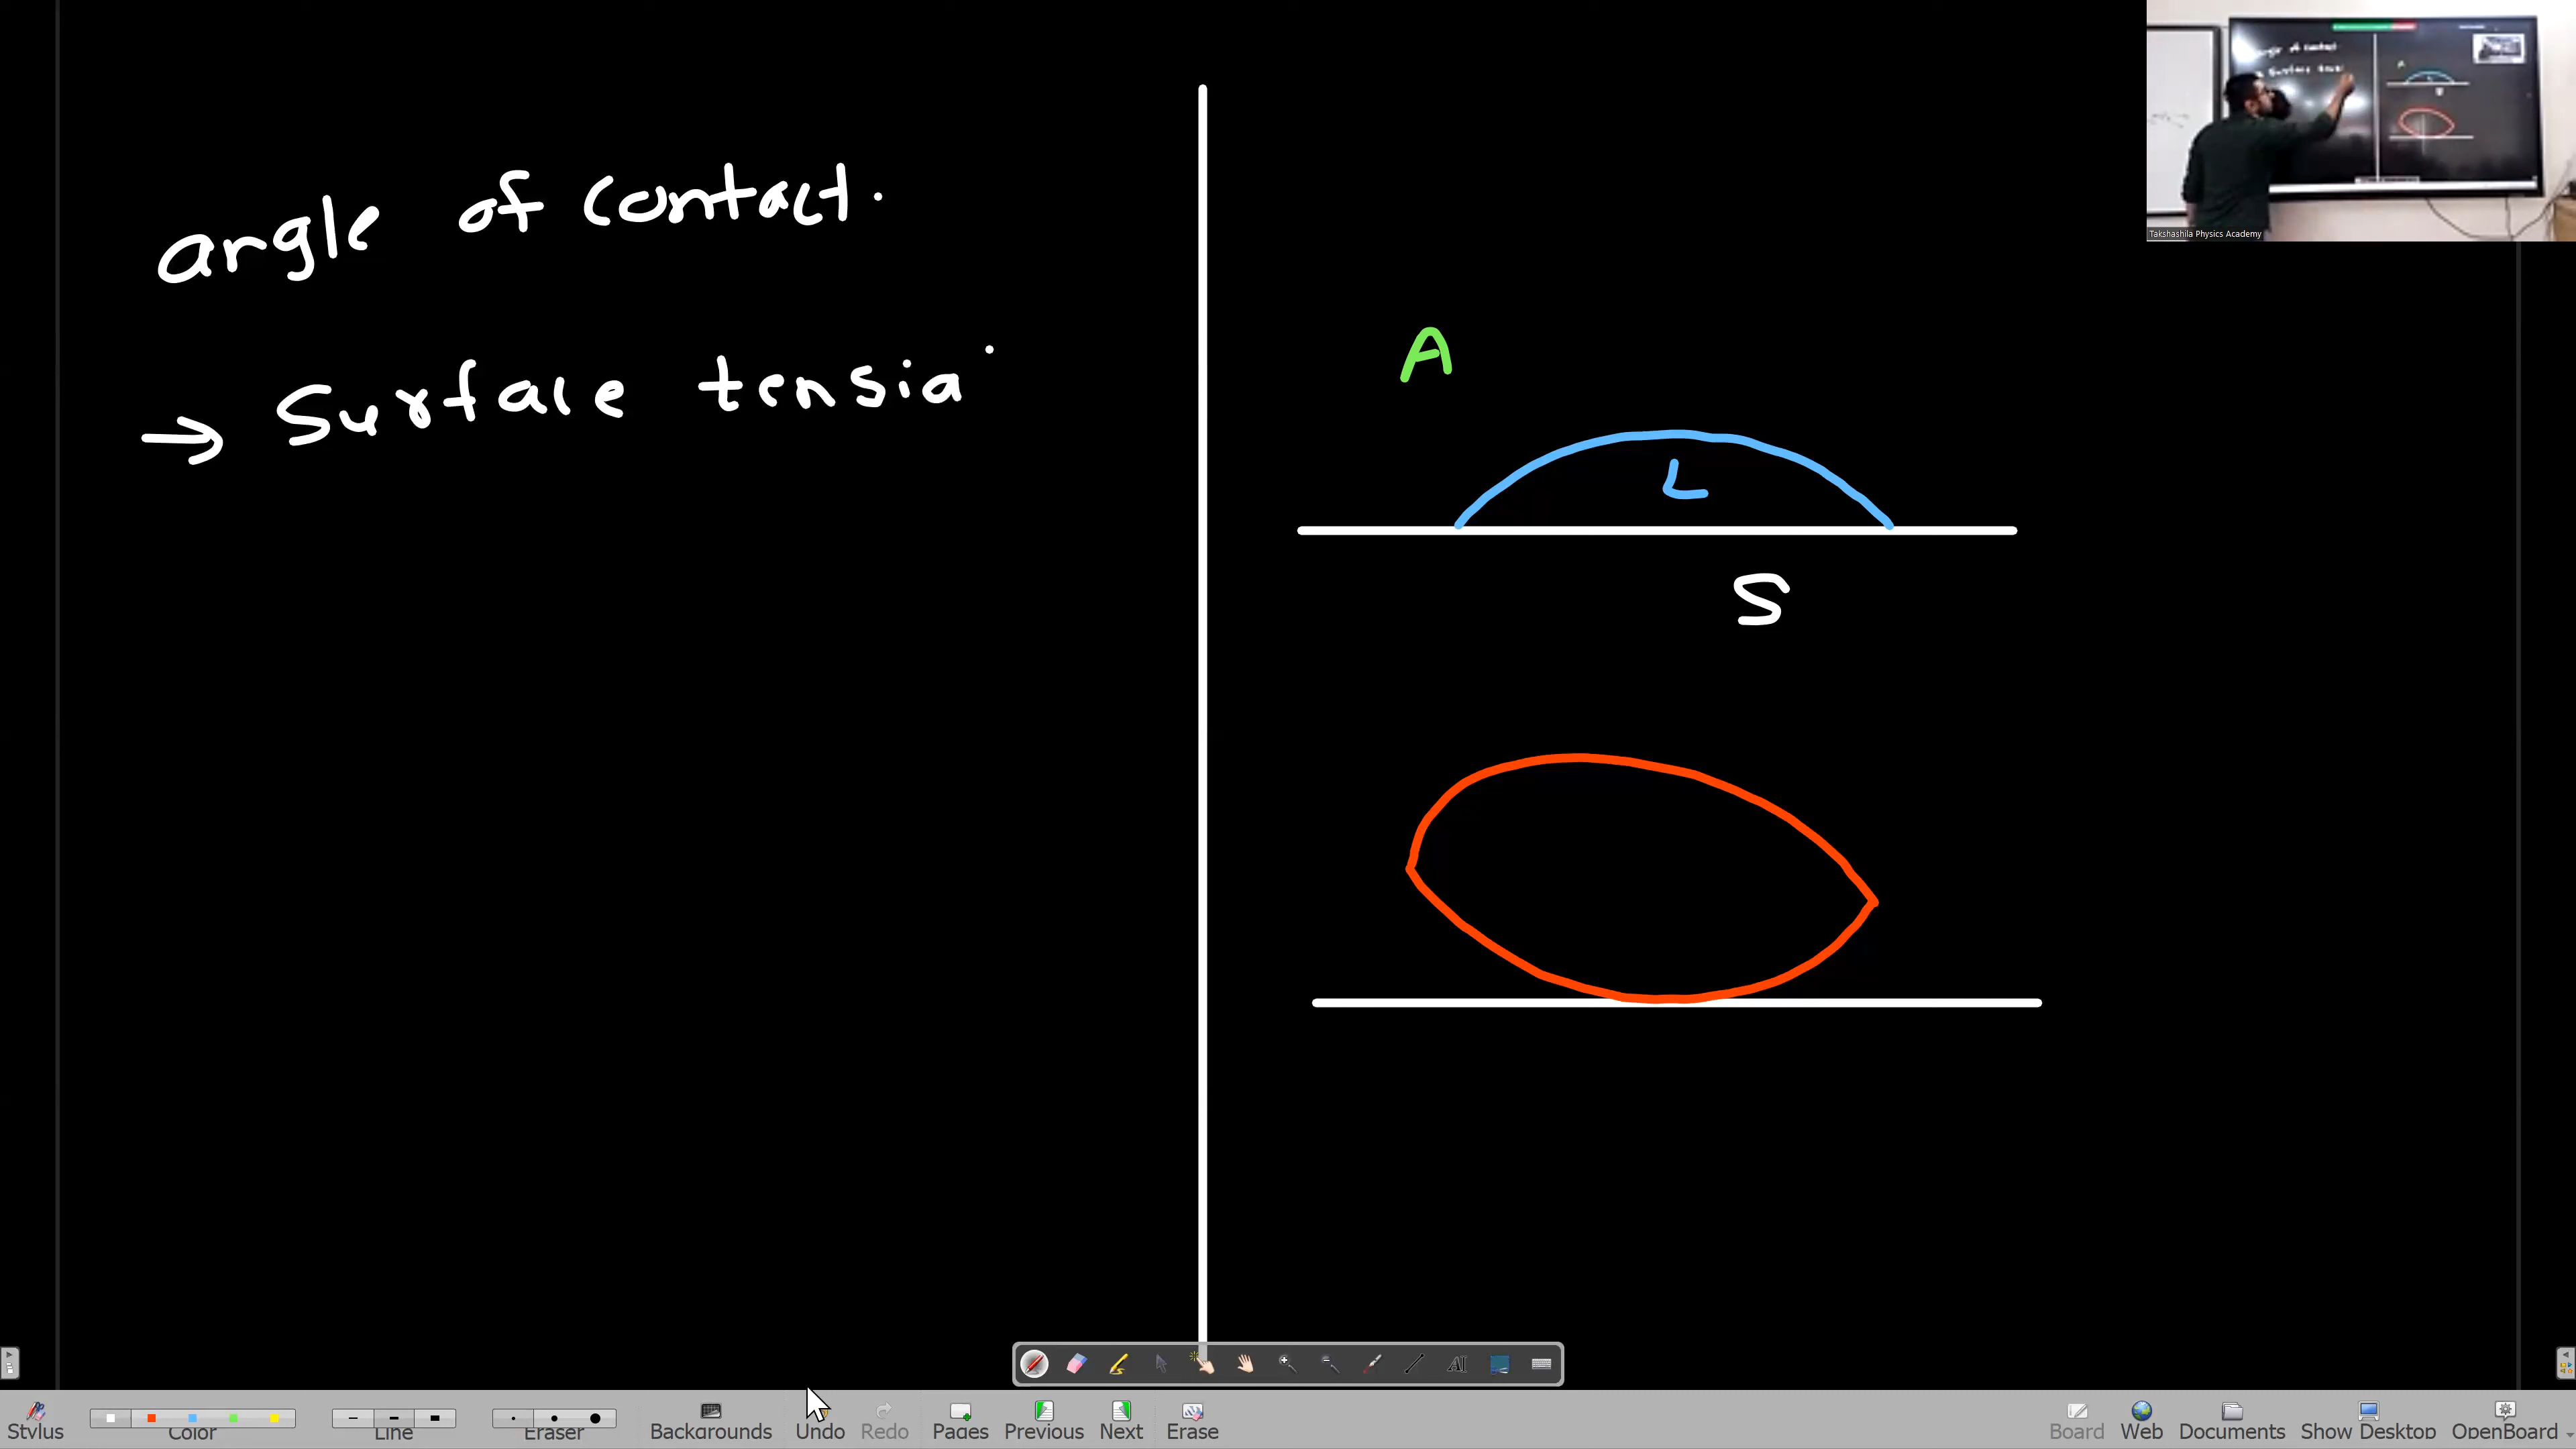 angle of contact.
→ Surface tensia
A
L
S
Takshashila Physics Academy
Stylus
Color
Line
Eraser
Backgrounds
Undo
Redo
Pages
Previous
Next
Erase
Board
Web
Documents
Show Desktop
OpenBoard